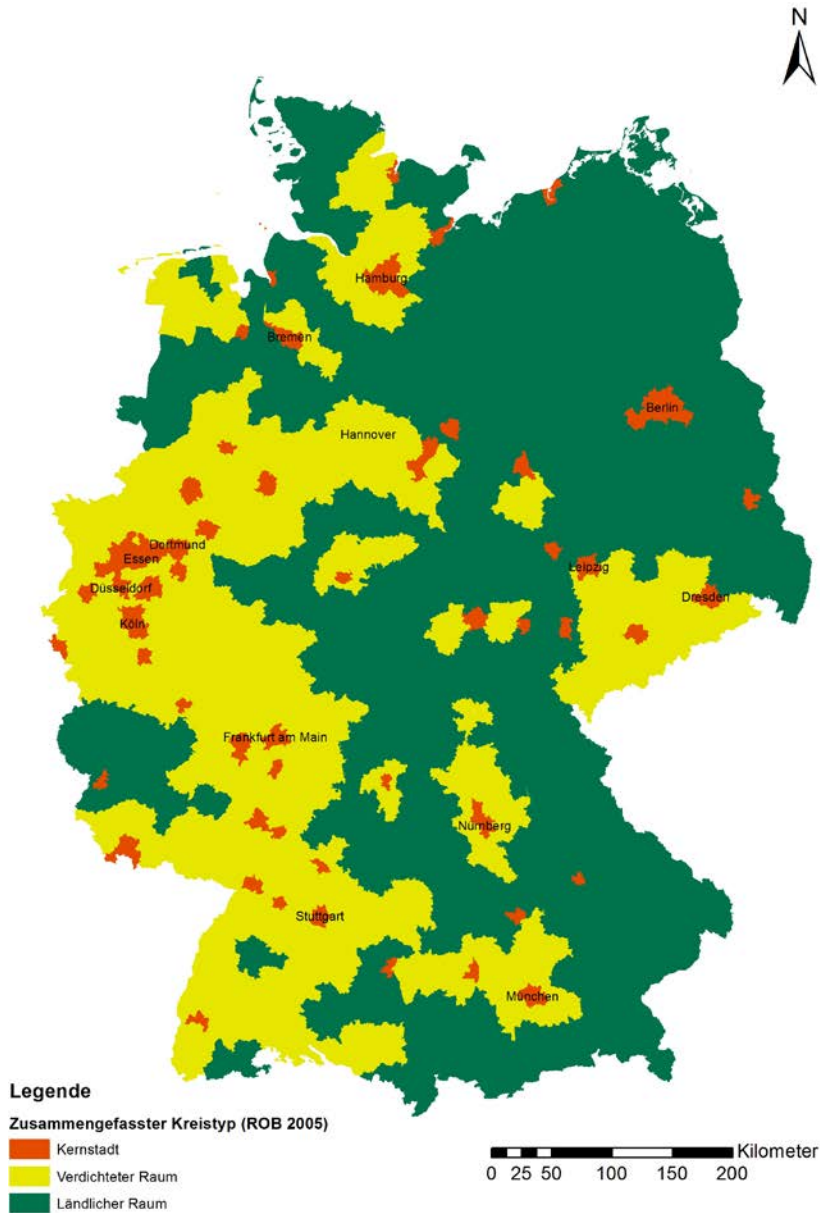 N
Hamburg
Bremen
Berlin
Hannover
Dortmund
Essen
Leipzig
Düsseldorf
Dresden
Köln
Frankfurt am Main
Nürnberg
Stuttgart
München
Legende
Zusammengefasster Kreistyp (ROB 2005)
Kernstadt
Verdichteter Raum
Ländlicher Raum
Kilometer
0 25 50 100 150 200